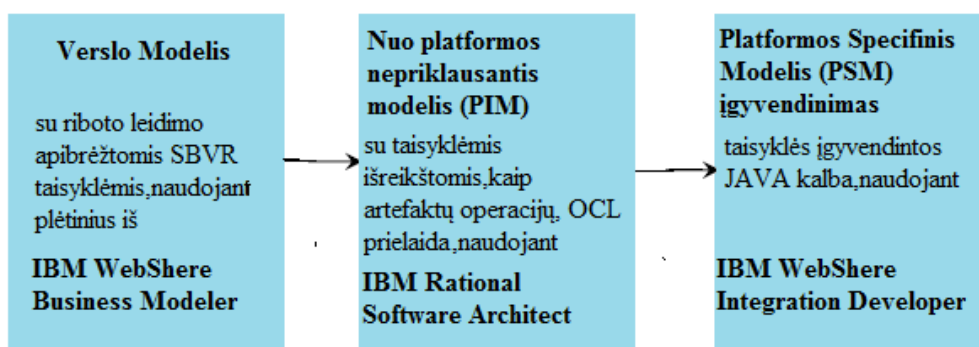 Verslo Modelis
su riboto leidimo
apibrėžtomis SBVR
taisyklėmis,naudojant
plėtinius iš
IBM WebShere
Business Modeler
Nuo platformos
nepriklausantis
modelis (PIM)
su taisyklėmis
išreikštomis,kaip
artefaktų operacijų, OCL
prielaida,naudojant
IBM Rational
Software Architect
Platformos Specifinis
Modelis (PSM)
įgyvendinimas
taisyklės įgyvendintos
JAVA kalba,naudojant
IBM WebShere
Integration Developer